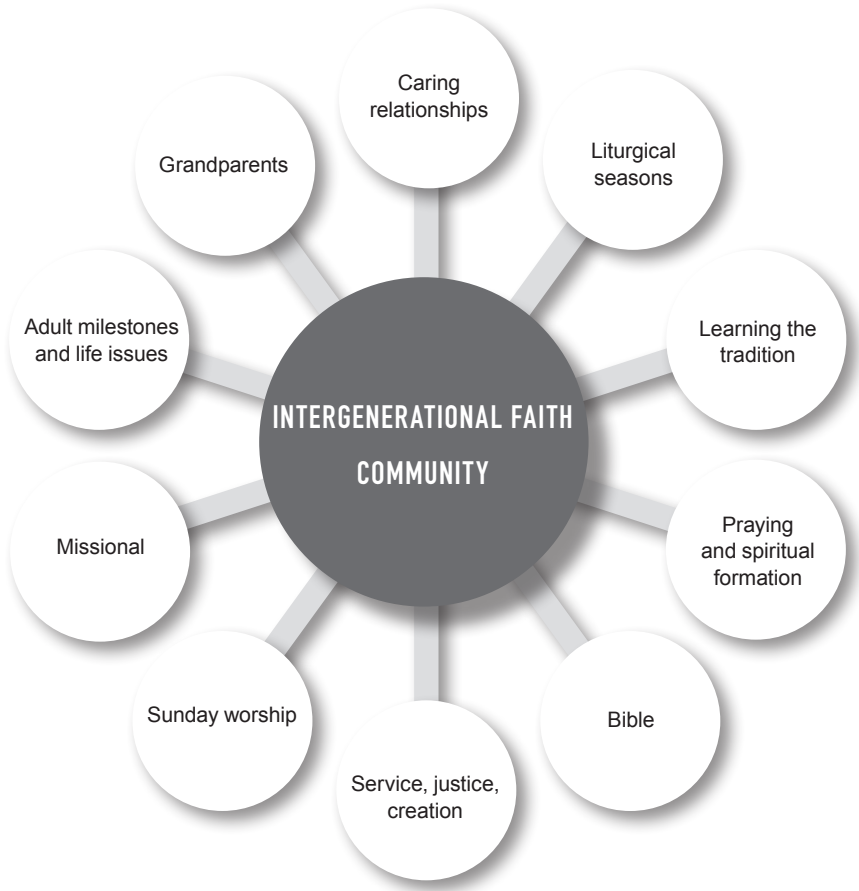 Caring
relationships
Liturgical
seasons
Learning the
tradition
Praying
and spiritual
formation
Bible
Service, justice,
creation
Sunday worship
Missional
Adult milestones
and life issues
Grandparents
INTERGENERATIONAL FAITH
COMMUNITY